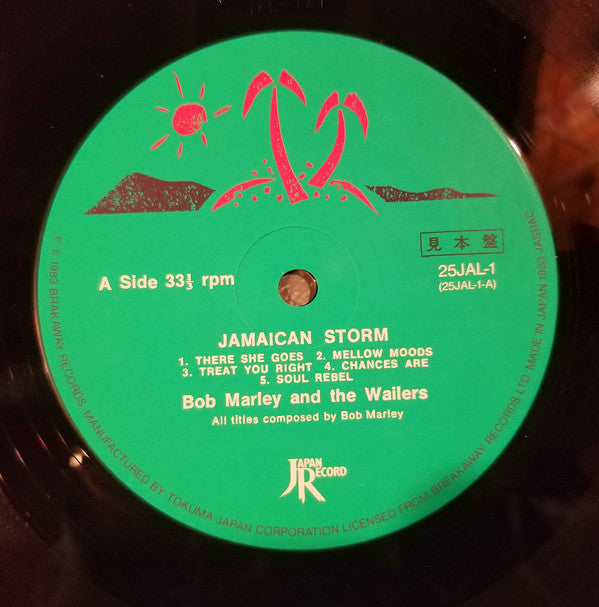 見本盤
A Side 33⅓ rpm
25JAL-1
(25JAL-1-A)
JAMAICAN STORM
1. THERE SHE GOES 2. MELLOW MOODS
3. TREAT YOU RIGHT 4. CHANCES ARE
5. SOUL REBEL
Bob Marley and the Wailers
All titles composed by Bob Marley
JAPAN RECORD
P. © 1983 BRAKAWAY RECORDS. MANUFACTURED BY TOKUMA JAPAN CORPORATION LICENSED FROM BREAKAWAY RECORDS LTD. MADE IN JAPAN 1983 JASRAC